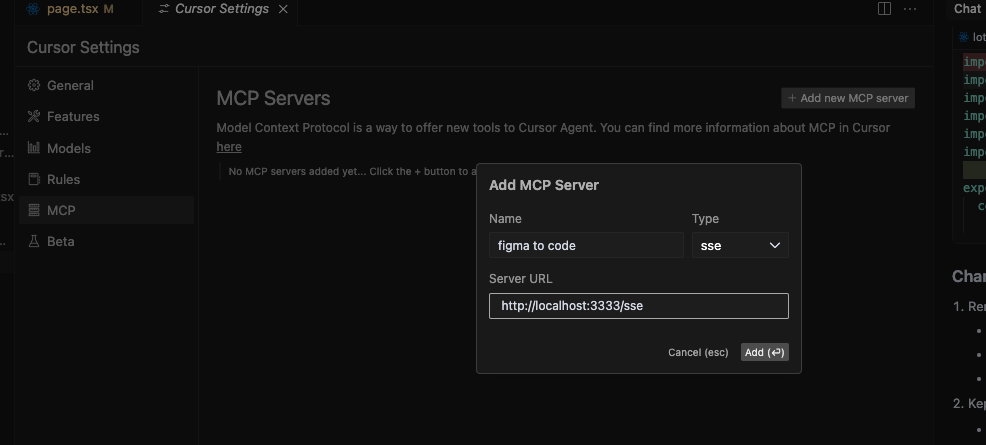 page.tsx M
Cursor Settings
Chat
Cursor Settings
General
Features
Models
Rules
MCP
Beta
MCP Servers
+ Add new MCP server
Model Context Protocol is a way to offer new tools to Cursor Agent. You can find more information about MCP in Cursor
here
No MCP servers added yet... Click the + button to a
Add MCP Server
Name
Type
figma to code
sse
Server URL
http://localhost:3333/sse
Cancel (esc)
Add (⏎)
r...
sx
lot
impo
impo
impo
impo
impo
impo
expo
c
Chan
1. Ren
•
•
•
2. Kep
•